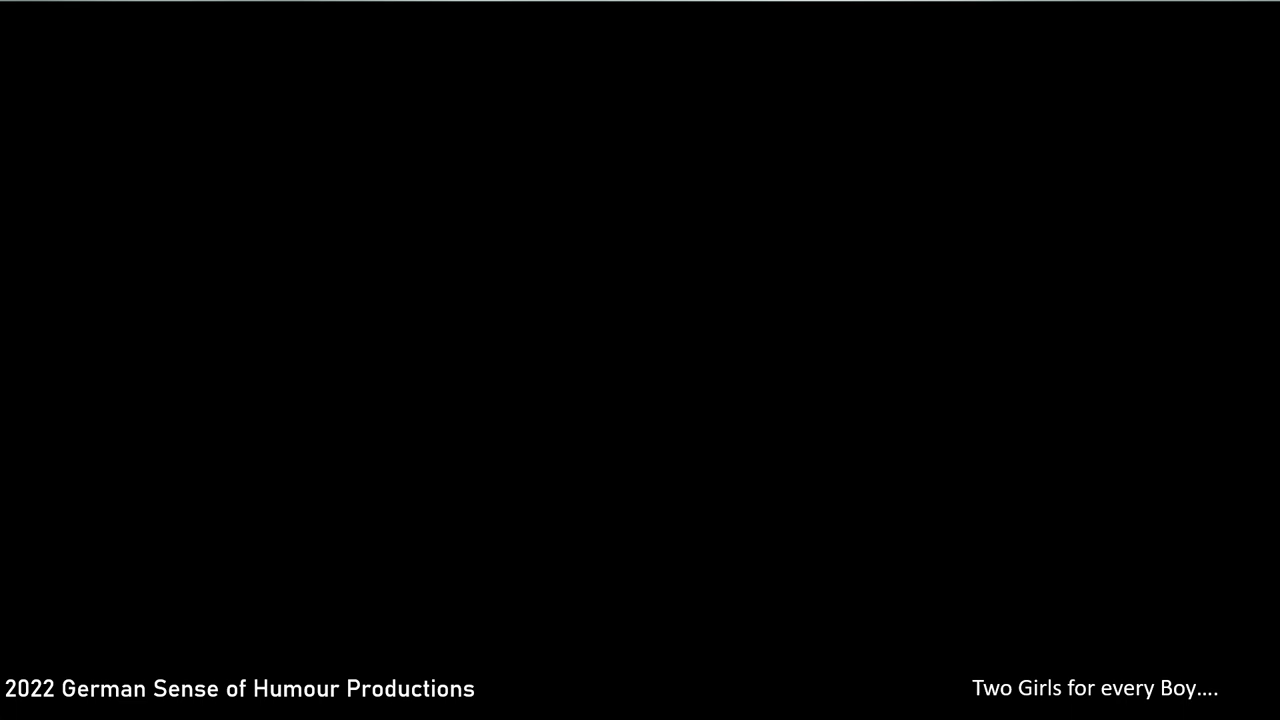 2022 German Sense of Humour Productions
Two Girls for every Boy....